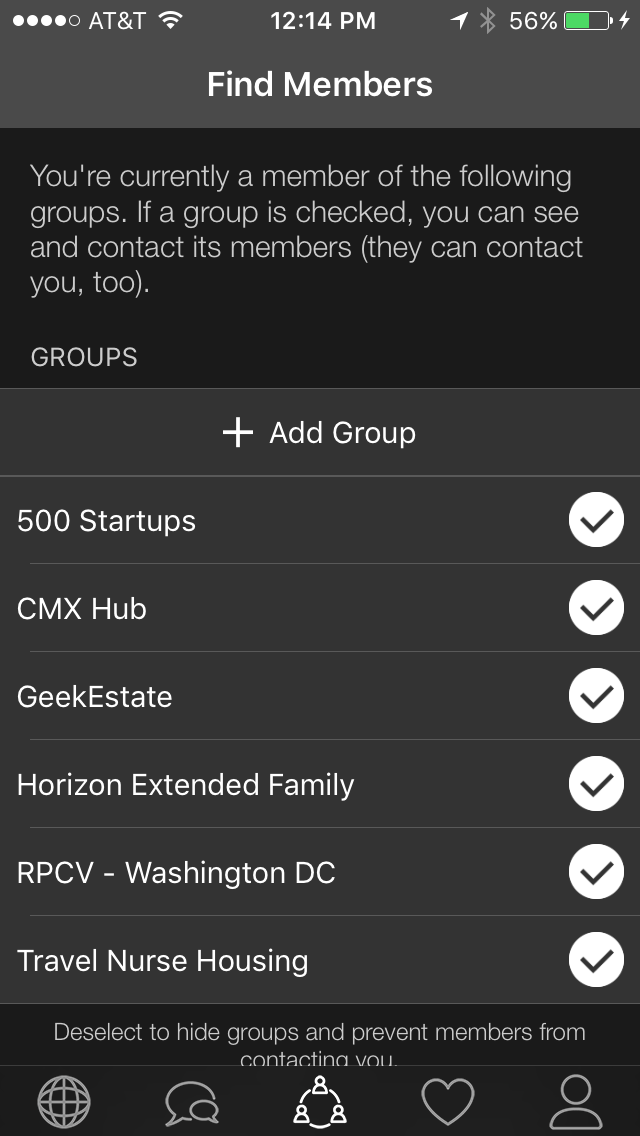 AT&T 12:14 PM 56%
Find Members
You're currently a member of the following
groups. If a group is checked, you can see
and contact its members (they can contact
you, too).
GROUPS
+ Add Group
500 Startups
CMX Hub
GeekEstate
Horizon Extended Family
RPCV - Washington DC
Travel Nurse Housing
Deselect to hide groups and prevent members from
contacting you.